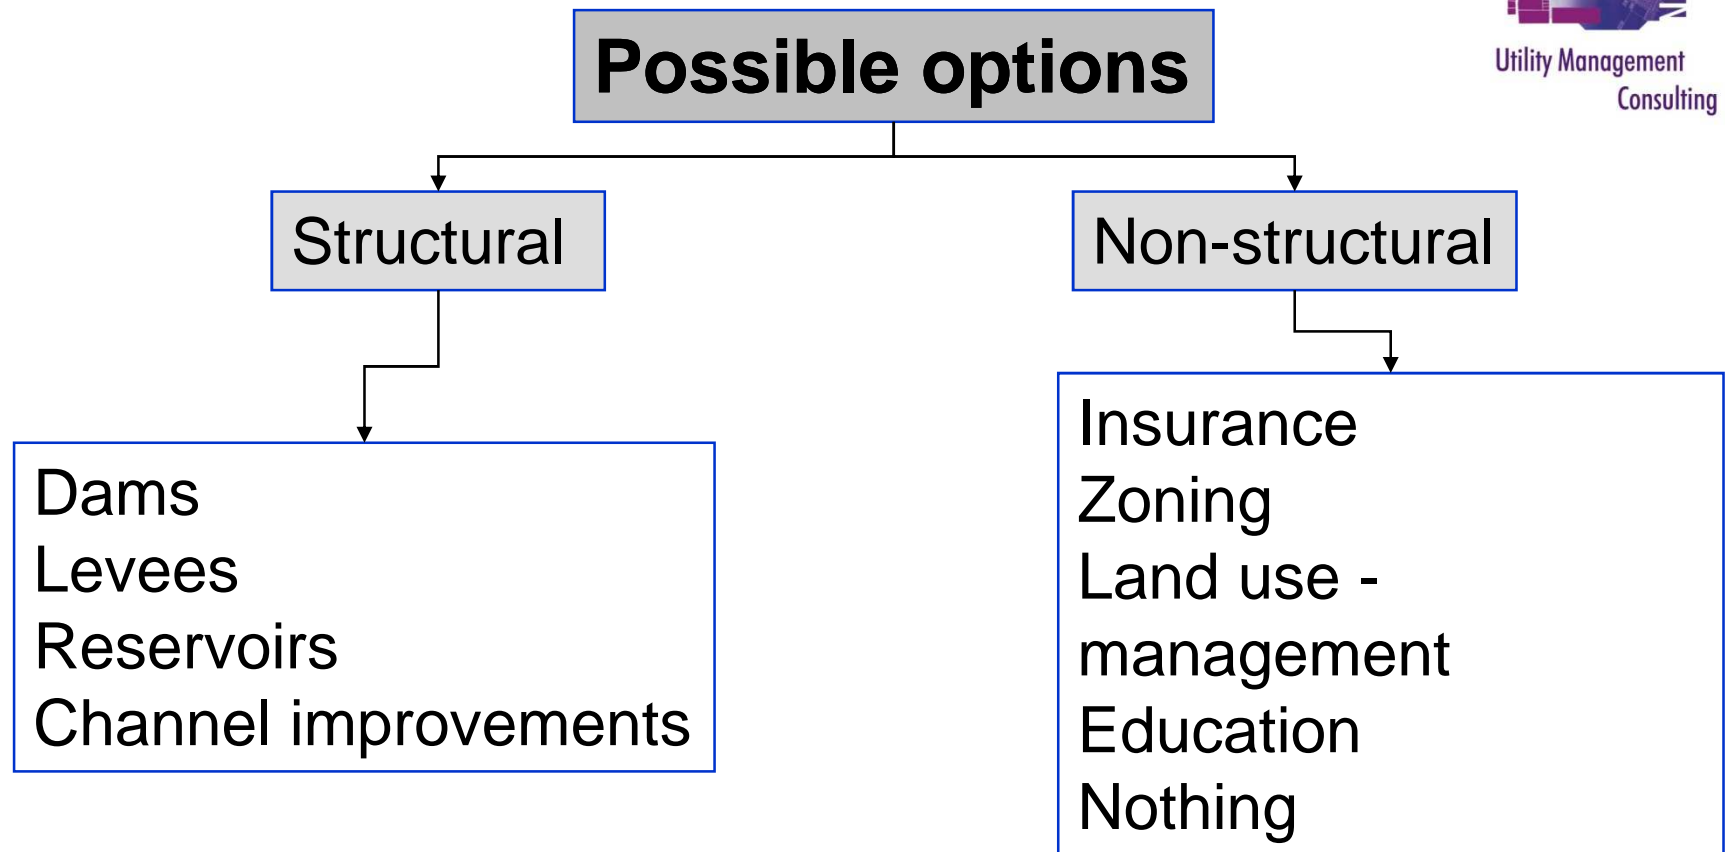 Possible options
Utility Management
Consulting
Structural
Non-structural
Dams
Levees
Reservoirs
Channel improvements
Insurance
Zoning
Land use -
management
Education
Nothing